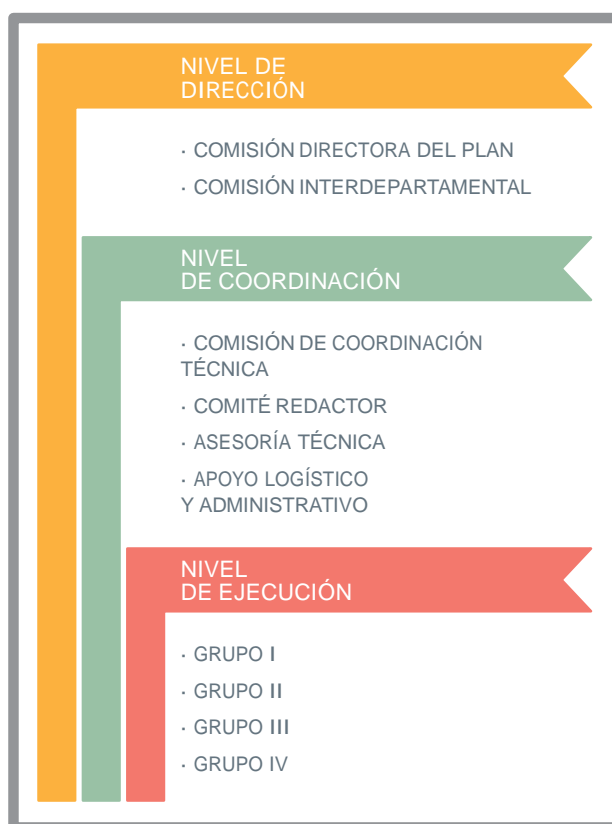 NIVEL DE
DIRECCIÓN
· COMISIÓN DIRECTORA DEL PLAN
· COMISIÓN INTERDEPARTAMENTAL
NIVEL
DE COORDINACIÓN
· COMISIÓN DE COORDINACIÓN
TÉCNICA
· COMITÉ REDACTOR
· ASESORÍA TÉCNICA
· APOYO LOGÍSTICO
Y ADMINISTRATIVO
NIVEL
DE EJECUCIÓN
· GRUPO I
· GRUPO II
· GRUPO III
· GRUPO IV